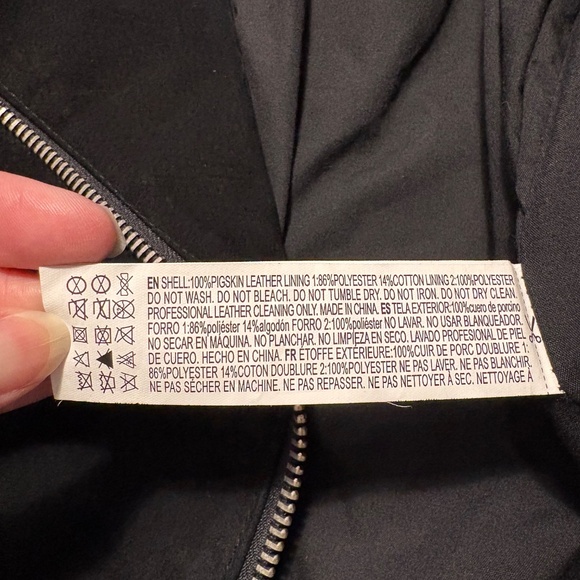 EN SHELL:100%PIGSKIN LEATHER LINING 1:86%POLYESTER 14%COTTON LINING 2:100%POLYESTER
DO NOT WASH. DO NOT BLEACH. DO NOT TUMBLE DRY. DO NOT IRON. DO NOT DRY CLEAN.
PROFESSIONAL LEATHER CLEANING ONLY. MADE IN CHINA. ES TELA EXTERIOR:100%cuero de porcino
FORRO 1:86%poliéster 14%algodón FORRO 2:100%poliéster NO LAVAR. NO USAR BLANQUEADOR.
NO SECAR EN MÁQUINA. NO PLANCHAR. NO LIMPIEZA EN SECO. LAVADO PROFESIONAL DE PIEL
DE CUERO. HECHO EN CHINA. FR ÉTOFFE EXTÉRIEURE:100%CUIR DE PORC DOUBLURE 1:
86%POLYESTER 14%COTON DOUBLURE 2:100%POLYESTER NE PAS LAVER. NE PAS BLANCHIR.
NE PAS SÉCHER EN MACHINE. NE PAS REPASSER. NE PAS NETTOYER À SEC. NETTOYAGE À